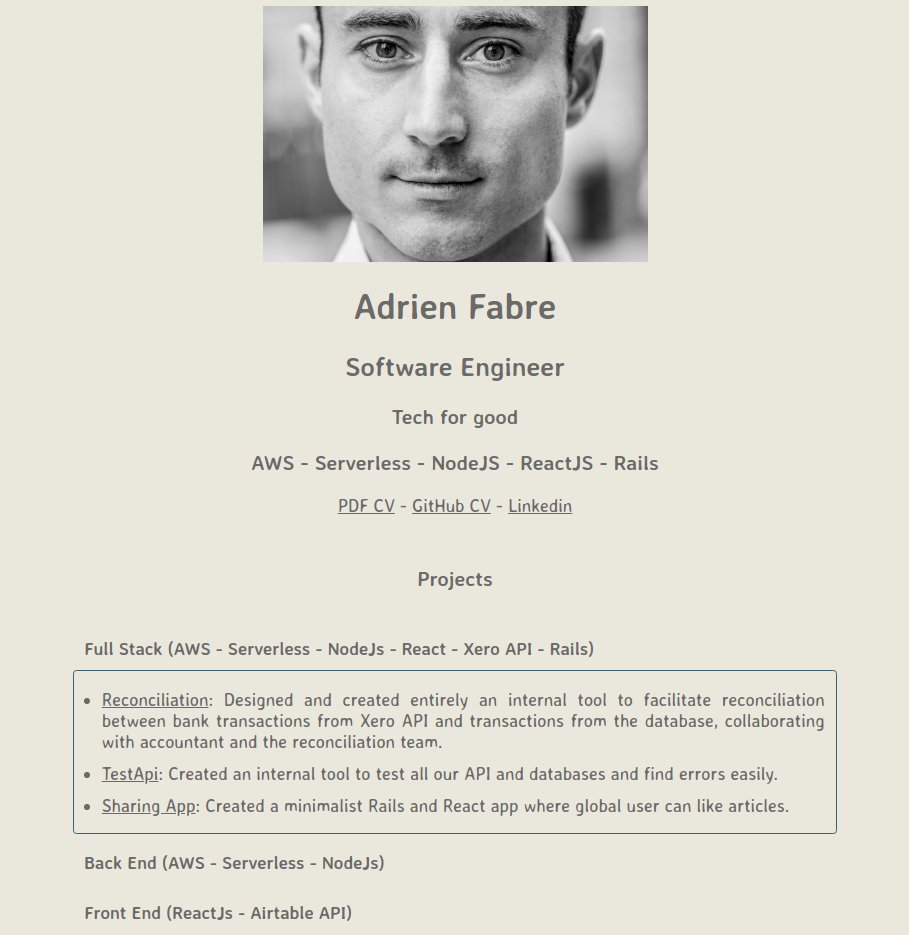 Adrien Fabre
Software Engineer
Tech for good
AWS - Serverless - NodeJS - ReactJS - Rails
PDF CV - GitHub CV - Linkedin
Projects
Full Stack (AWS - Serverless - NodeJs - React - Xero API - Rails)
Reconciliation: Designed and created entirely an internal tool to facilitate reconciliation
between bank transactions from Xero API and transactions from the database, collaborating
with accountant and the reconciliation team.
TestApi: Created an internal tool to test all our API and databases and find errors easily.
Sharing App: Created a minimalist Rails and React app where global user can like articles.
Back End (AWS - Serverless - NodeJs)
Front End (ReactJs - Airtable API)